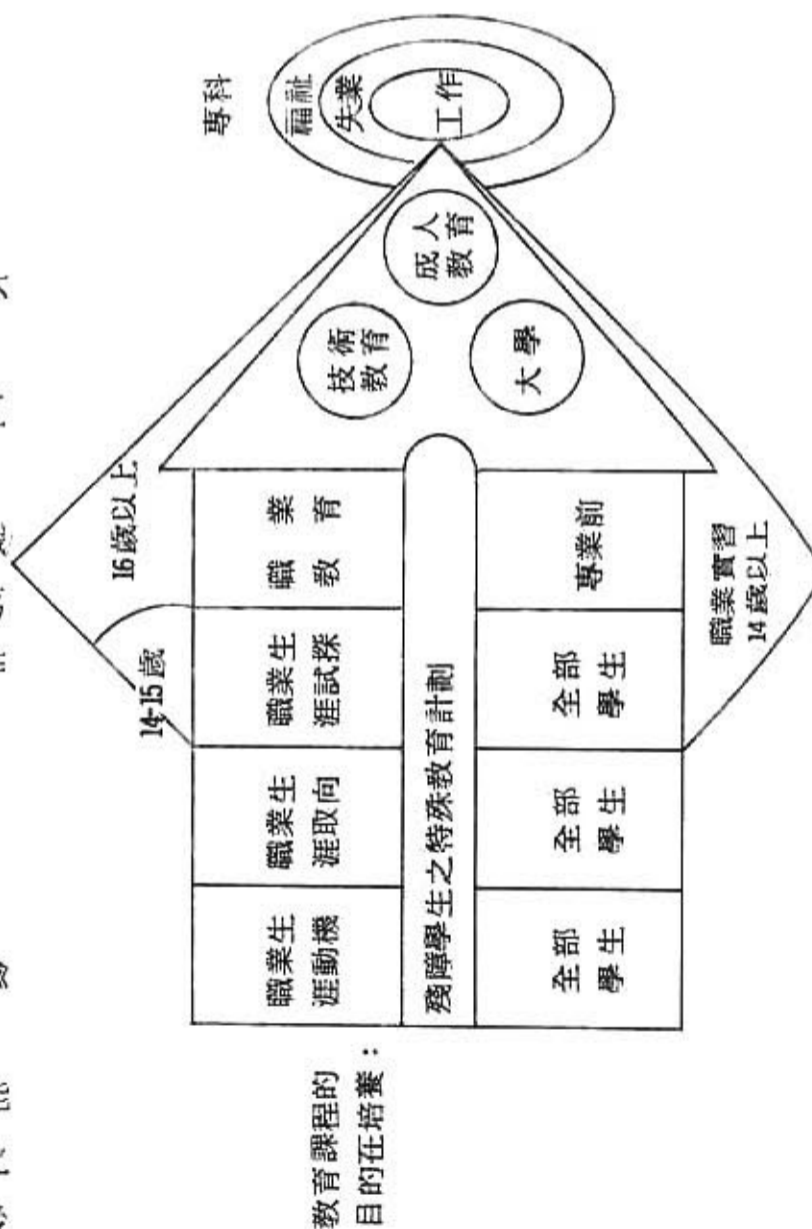 教育課程的
目的在培養：
職業生
涯動機
職業生
涯取向
職業生
涯試探
職業
教育
14-15歲
16歲以上
殘障學生之特殊教育計劃
全部
學生
全部
學生
全部
學生
專業前
職業實習
14歲以上
技術
教育
成人
教育
大學
專科
福祉
失業
工作